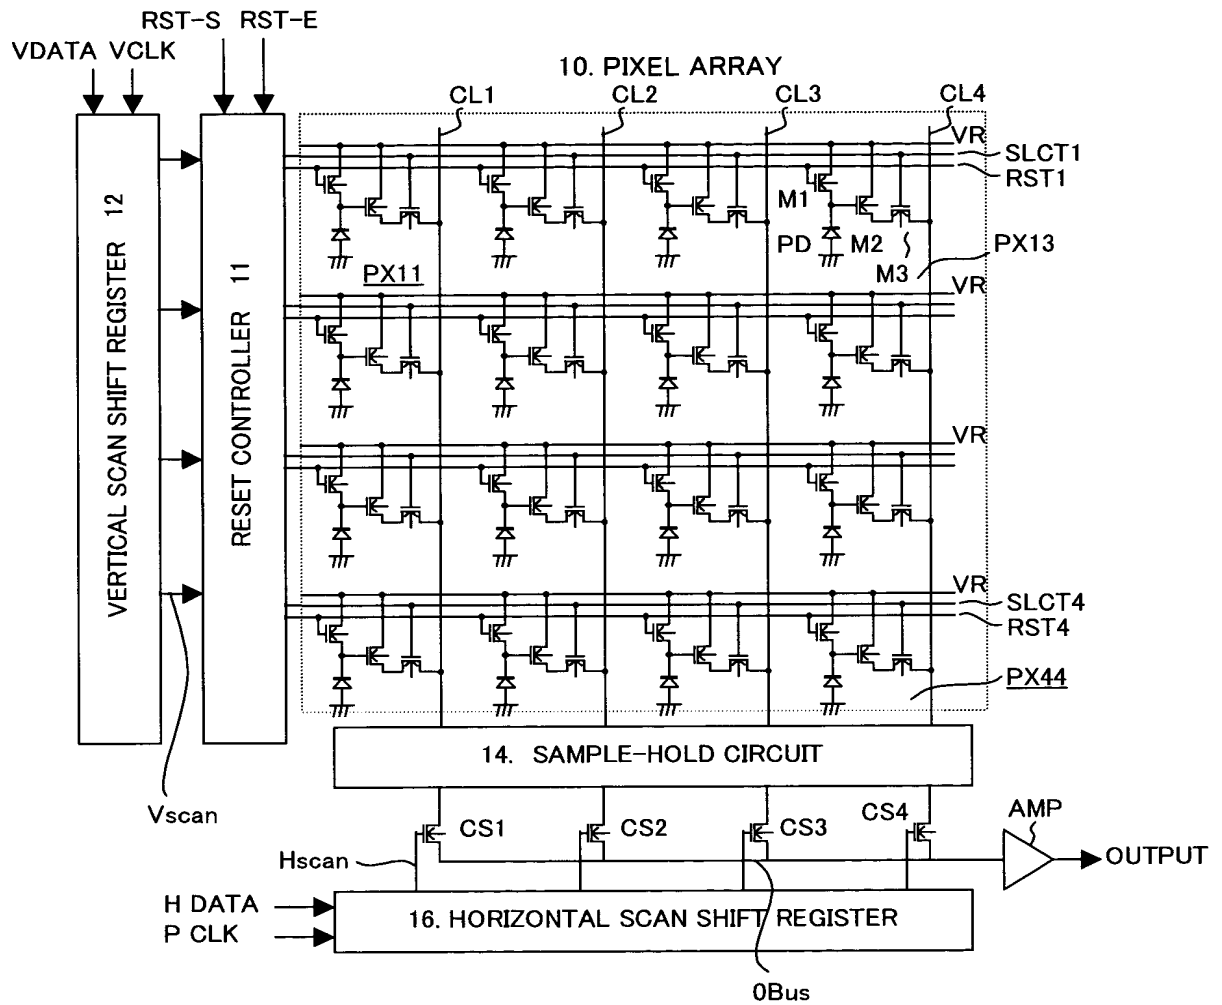 RST-S RST-E
VDATA VCLK
10. PIXEL ARRAY
CL1 CL2 CL3 CL4
VR
SLCT1
RST1
M1
PD M2
M3
PX13
PX11
VR
VERTICAL SCAN SHIFT REGISTER 12
RESET CONTROLLER 11
VR
VR
SLCT4
RST4
PX44
14. SAMPLE-HOLD CIRCUIT
Vscan
CS1 CS2 CS3 CS4
AMP
OUTPUT
Hscan
H DATA
P CLK
16. HORIZONTAL SCAN SHIFT REGISTER
0Bus